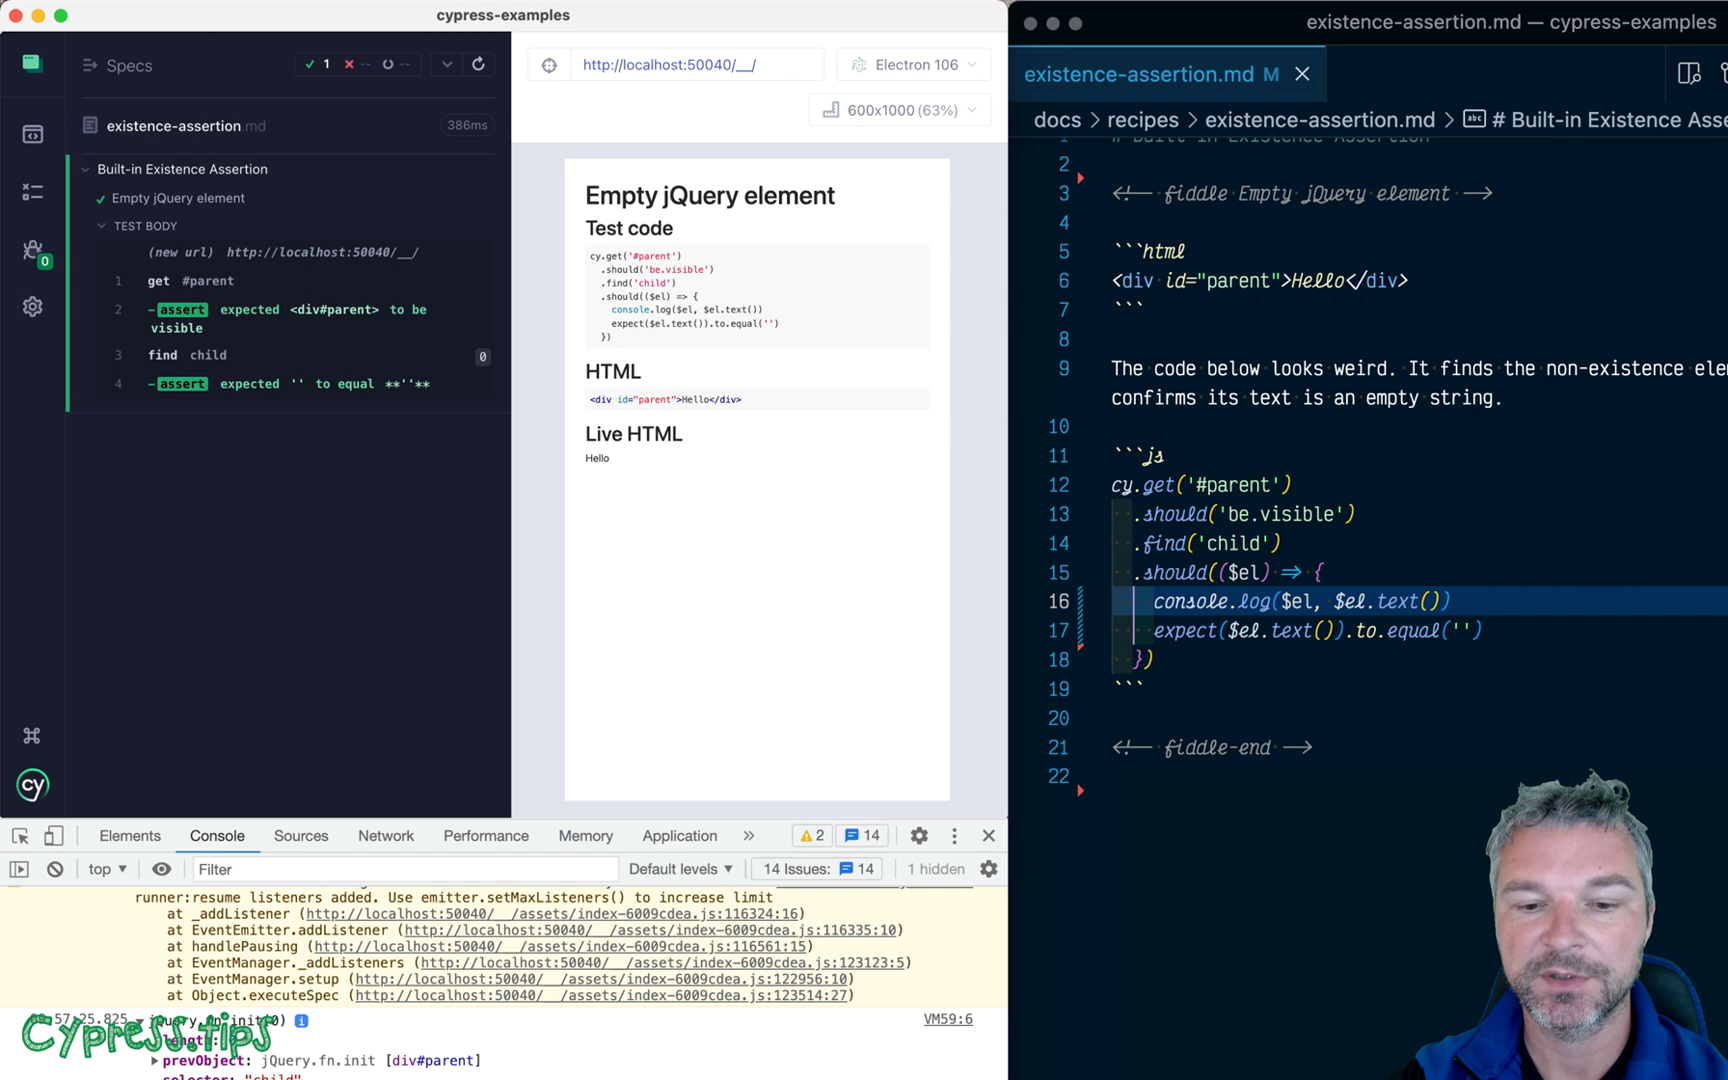 cypress-examples
Specs
1
--
--
existence-assertion.md
386ms
Built-in Existence Assertion
Empty jQuery element
TEST BODY
(new url) http://localhost:50040/__/
1 get #parent
2 -assert expected <div#parent> to be
visible
3 find child 0
4 -assert expected '' to equal **''**
0
cy
http://localhost:50040/__/
Electron 106
600x1000 (63%)
Empty jQuery element
Test code
cy.get('#parent')
.should('be.visible')
.find('child')
.should(($el) => {
console.log($el, $el.text())
expect($el.text()).to.equal('')
})
HTML
<div id="parent">Hello</div>
Live HTML
Hello
Elements Console Sources Network Performance Memory Application » 2 14
top Filter Default levels 14 Issues: 14 1 hidden
runner:resume listeners added. Use emitter.setMaxListeners() to increase limit
at _addListener (http://localhost:50040/__/assets/index-6009cdea.js:116324:16)
at EventEmitter.addListener (http://localhost:50040/__/assets/index-6009cdea.js:116335:10)
at handlePausing (http://localhost:50040/__/assets/index-6009cdea.js:116561:15)
at EventManager._addListeners (http://localhost:50040/__/assets/index-6009cdea.js:123123:5)
at EventManager.setup (http://localhost:50040/__/assets/index-6009cdea.js:122956:10)
at Object.executeSpec (http://localhost:50040/__/assets/index-6009cdea.js:123514:27)
57:25.825 jQuery.fn.init(0) VM59:6
length:
prevObject: jQuery.fn.init [div#parent]
selector: "child"
Cypress.tips
existence-assertion.md — cypress-examples
existence-assertion.md M
docs > recipes > existence-assertion.md > # Built-in Existence Asse
1 # Built-in Existence Assertion
2
3 <!-- fiddle Empty jQuery element -->
4
5 ```html
6 <div id="parent">Hello</div>
7 ```
8
9 The code below looks weird. It finds the non-existence ele
confirms its text is an empty string.
10
11 ```js
12 cy.get('#parent')
13 .should('be.visible')
14 .find('child')
15 .should(($el) => {
16 console.log($el, $el.text())
17 expect($el.text()).to.equal('')
18 })
19 ```
20
21 <!-- fiddle-end -->
22